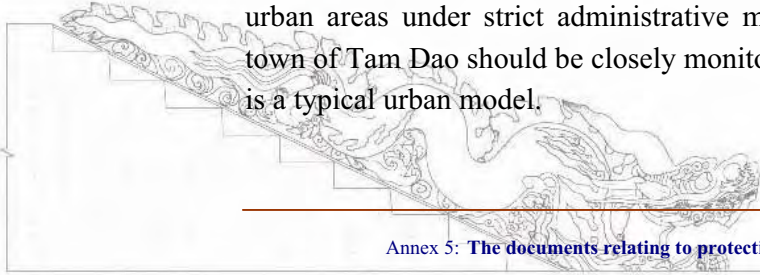 urban areas under strict administrative m
town of Tam Dao should be closely monito
is a typical urban model.
Annex 5: The documents relating to protecti